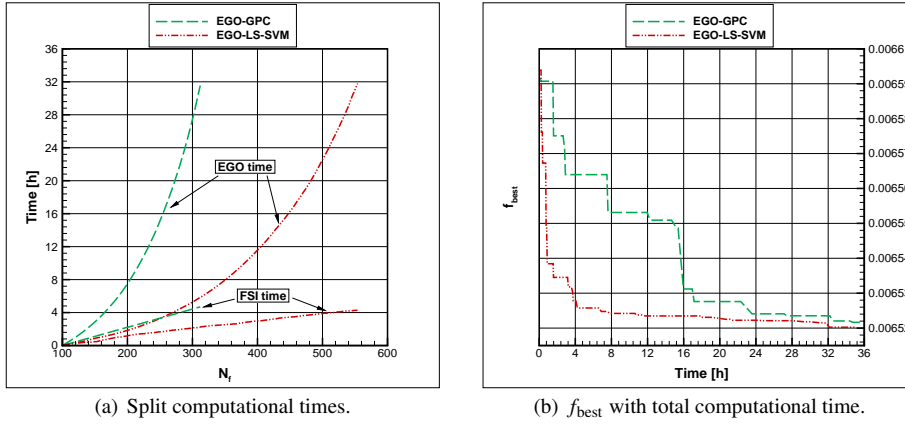 EGO-GPC
EGO-LS-SVM
36
32
28
24
20
16
12
8
4
0
Time [h]
EGO time
FSI time
100
200
300
400
500
600
N_f
(a) Split computational times.
EGO-GPC
EGO-LS-SVM
f_best
0.0066
0.0065
0.0065
0.0065
0.0065
0.0065
0.0065
0.0065
0.0065
0
4
8
12
16
20
24
28
32
36
Time [h]
(b) f_best with total computational time.